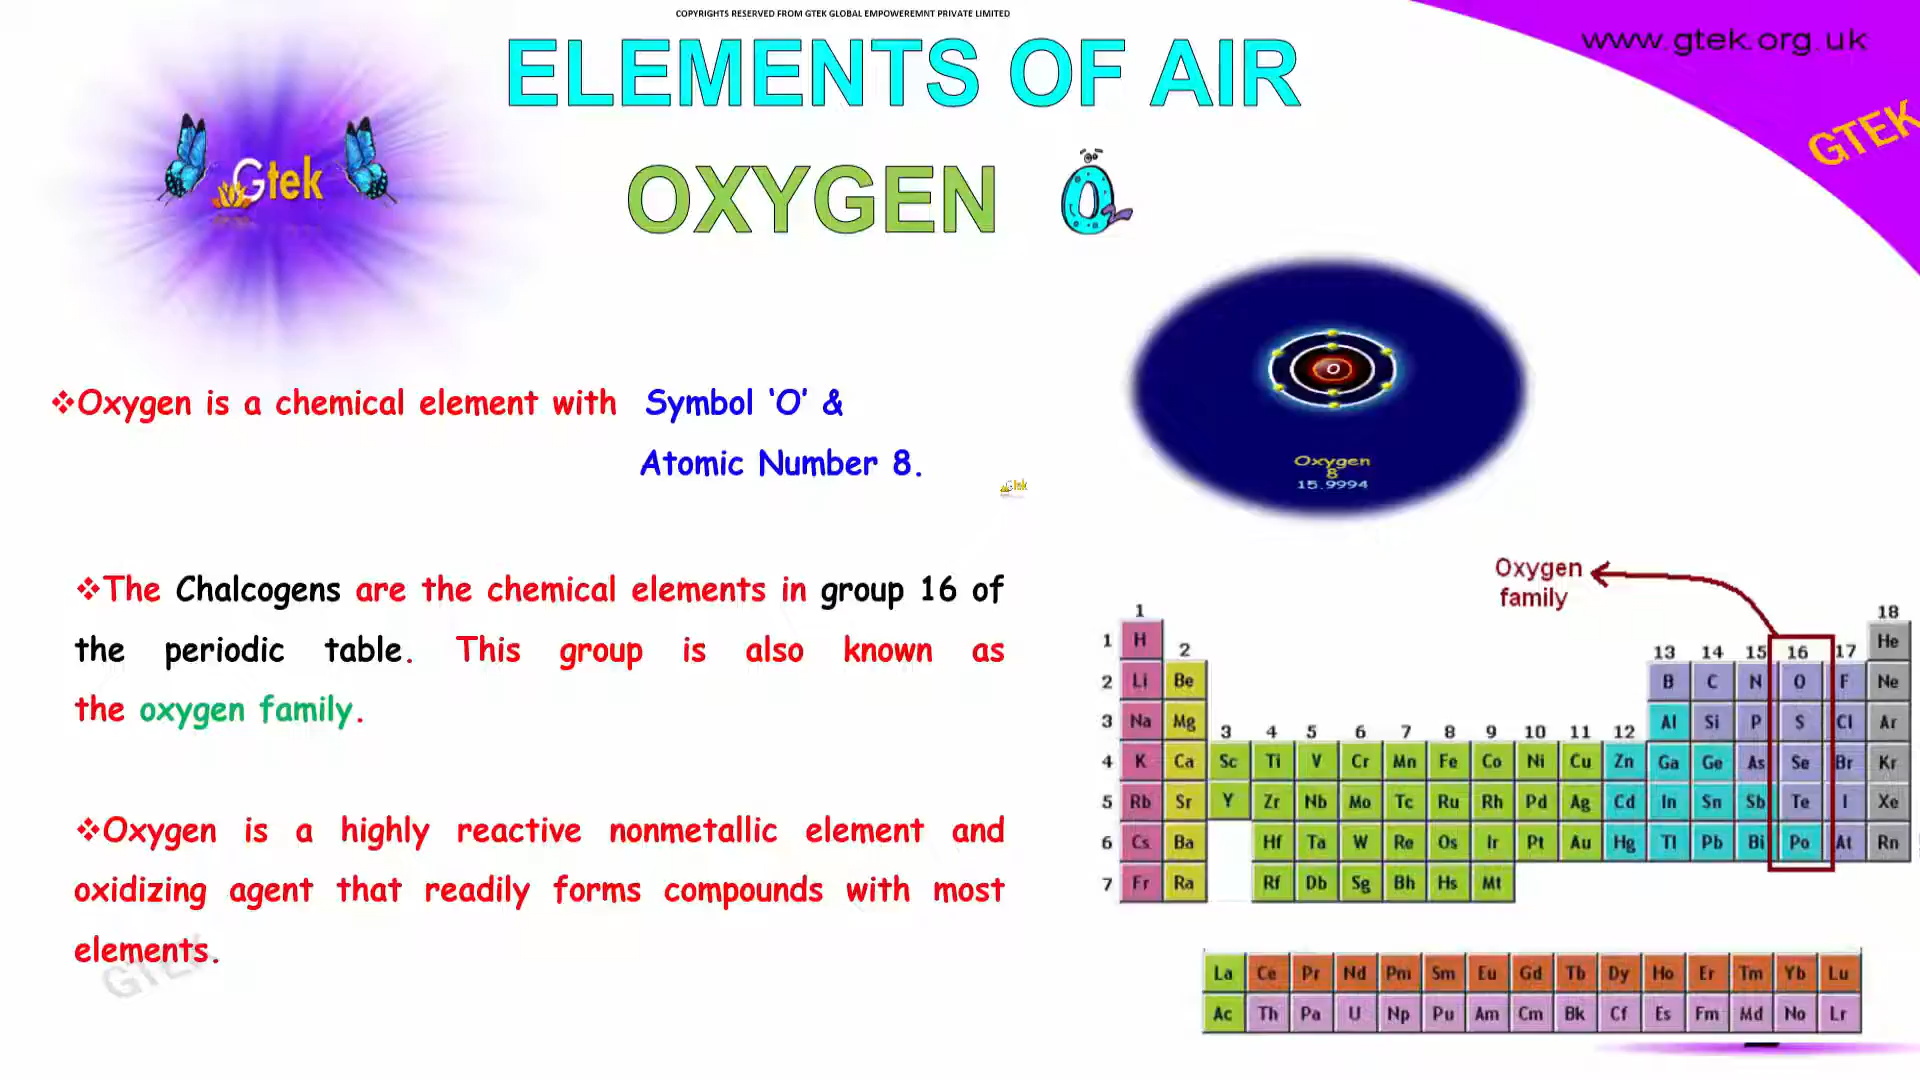 COPYRIGHTS RESERVED FROM GTEK GLOBAL EMPOWEREMNT PRIVATE LIMITED
www.gtek.org.uk
GTEK
ELEMENTS OF AIR
Gtek
OXYGEN
O2
❖Oxygen is a chemical element with Symbol ‘O’ &
Atomic Number 8.
Gtek
O
Oxygen
8
15.9994
❖The Chalcogens are the chemical elements in group 16 of
the periodic table. This group is also known as
the oxygen family.
❖Oxygen is a highly reactive nonmetallic element and
oxidizing agent that readily forms compounds with most
elements.
GTEK
Oxygen
family
1 18
1 H 2 13 14 15 16 17 He
2 Li Be B C N O F Ne
3 Na Mg 3 4 5 6 7 8 9 10 11 12 Al Si P S Cl Ar
4 K Ca Sc Ti V Cr Mn Fe Co Ni Cu Zn Ga Ge As Se Br Kr
5 Rb Sr Y Zr Nb Mo Tc Ru Rh Pd Ag Cd In Sn Sb Te I Xe
6 Cs Ba Hf Ta W Re Os Ir Pt Au Hg Tl Pb Bi Po At Rn
7 Fr Ra Rf Db Sg Bh Hs Mt
La Ce Pr Nd Pm Sm Eu Gd Tb Dy Ho Er Tm Yb Lu
Ac Th Pa U Np Pu Am Cm Bk Cf Es Fm Md No Lr